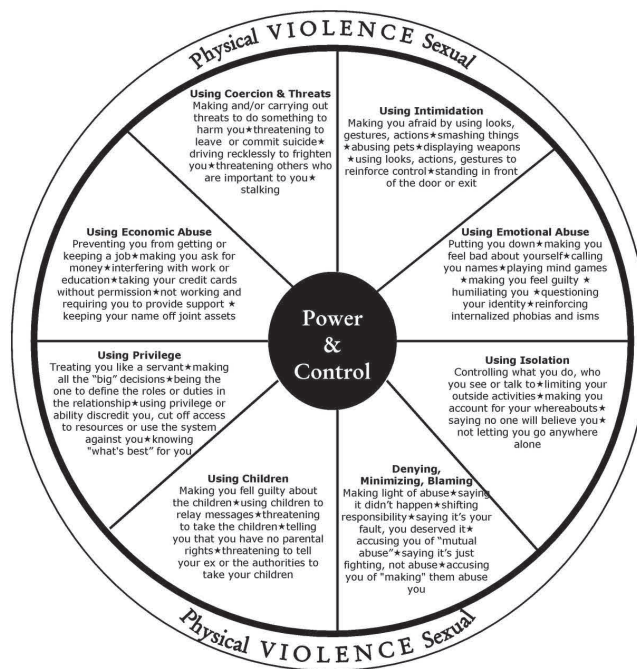 Physical VIOLENCE Sexual
Using Coercion & Threats
Making and/or carrying out
threats to do something to
harm you★threatening to
leave or commit suicide★
driving recklessly to frighten
you★threatening others who
are important to you★
stalking
Using Intimidation
Making you afraid by using looks,
gestures, actions★smashing things
★abusing pets★displaying weapons
★using looks, actions, gestures to
reinforce control★standing in front
of the door or exit
Using Economic Abuse
Preventing you from getting or
keeping a job★making you ask for
money★interfering with work or
education★taking your credit cards
without permission★not working and
requiring you to provide support ★
keeping your name off joint assets
Using Emotional Abuse
Putting you down★making you
feel bad about yourself★calling
you names★playing mind games
★making you feel guilty ★
humiliating you ★questioning
your identity★reinforcing
internalized phobias and isms
Power
&
Control
Using Privilege
Treating you like a servant★making
all the "big" decisions★being the
one to define the roles or duties in
the relationship★using privilege or
ability discredit you, cut off access
to resources or use the system
against you★knowing
"what's best" for you
Using Isolation
Controlling what you do, who
you see or talk to★limiting your
outside activities★making you
account for your whereabouts★
saying no one will believe you★
not letting you go anywhere
alone
Using Children
Making you fell guilty about
the children★using children to
relay messages★threatening
to take the children★telling
you that you have no parental
rights★threatening to tell
your ex or the authorities to
take your children
Denying,
Minimizing, Blaming
Making light of abuse★saying
it didn't happen★shifting
responsibility★saying it's your
fault, you deserved it★
accusing you of "mutual
abuse"★saying it's just
fighting, not abuse★accusing
you of "making" them abuse
you
Physical VIOLENCE Sexual